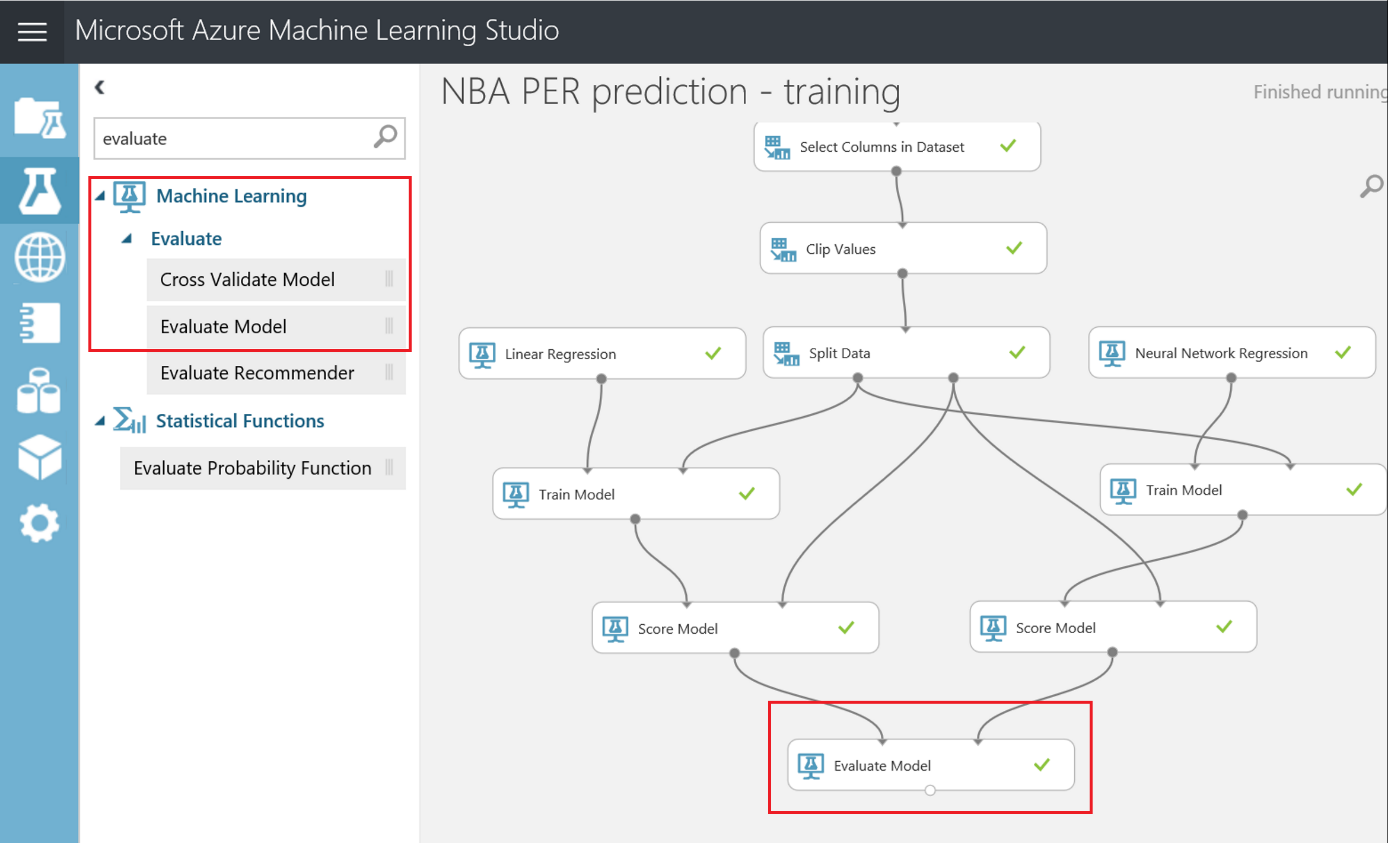 Microsoft Azure Machine Learning Studio
evaluate
Machine Learning
Evaluate
Cross Validate Model
Evaluate Model
Evaluate Recommender
Statistical Functions
Evaluate Probability Function
NBA PER prediction - training
Finished running
Select Columns in Dataset
Clip Values
Linear Regression
Split Data
Neural Network Regression
Train Model
Train Model
Score Model
Score Model
Evaluate Model